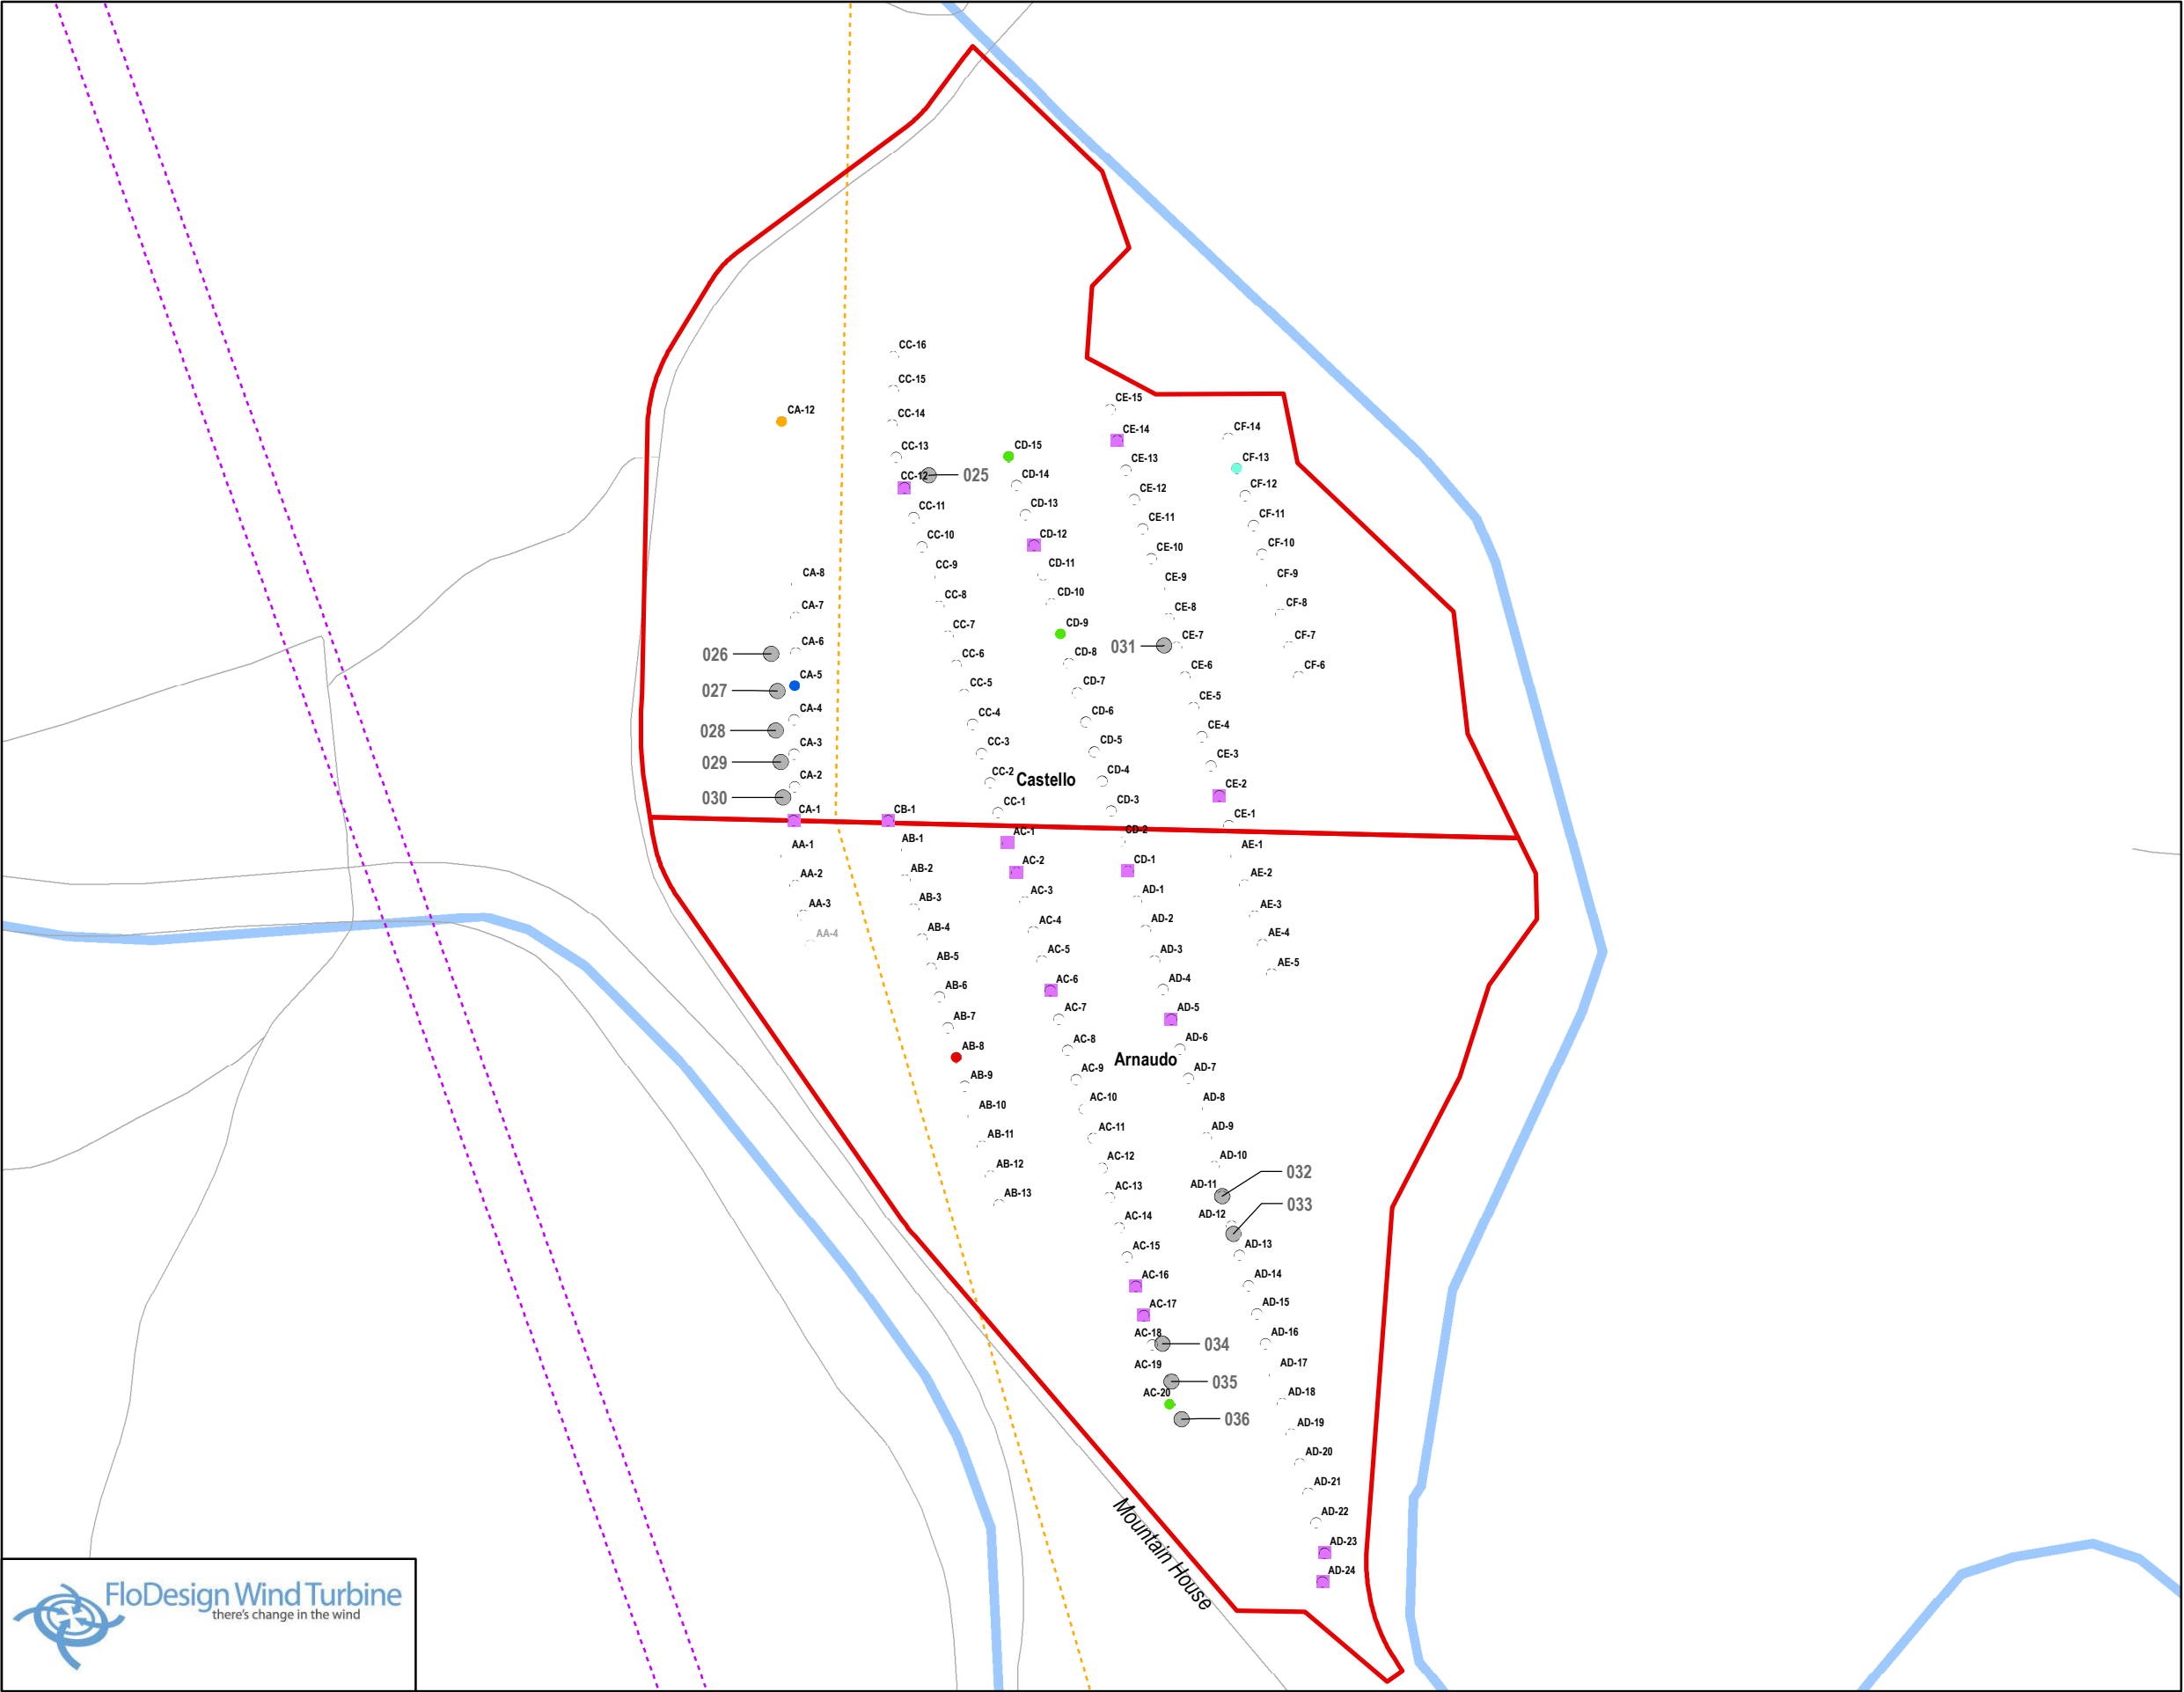 CC-16
CC-15
CE-15
CA-12
CC-14
CE-14
CF-14
CC-13
CD-15
CE-13
CF-13
CC-12
025
CD-14
CE-12
CF-12
CC-11
CD-13
CE-11
CF-11
CC-10
CD-12
CE-10
CF-10
CA-8
CC-9
CD-11
CE-9
CF-9
CA-7
CC-8
CD-10
CE-8
CF-8
026
CA-6
CC-7
CD-9
031
CE-7
CF-7
CC-6
CD-8
CE-6
CF-6
027
CA-5
CC-5
CD-7
CE-5
028
CA-4
CC-4
CD-6
CE-4
029
CA-3
CC-3
CD-5
CE-3
CA-2
CC-2
Castello
CD-4
CE-2
030
CA-1
CB-1
CC-1
CD-3
CE-1
AA-1
AB-1
AC-1
CD-2
AE-1
AA-2
AB-2
AC-2
CD-1
AE-2
AA-3
AB-3
AC-3
AD-1
AE-3
AA-4
AB-4
AC-4
AD-2
AE-4
AB-5
AC-5
AD-3
AE-5
AB-6
AC-6
AD-4
AB-7
AC-7
AD-5
AB-8
AC-8
AD-6
Arnaudo
AB-9
AC-9
AD-7
AB-10
AC-10
AD-8
AB-11
AC-11
AD-9
AB-12
AC-12
AD-10
032
AB-13
AC-13
AD-11
033
AC-14
AD-12
AC-15
AD-13
AC-16
AD-14
AC-17
AD-15
AC-18
034
AD-16
AC-19
035
AD-17
AC-20
036
AD-18
AD-19
AD-20
AD-21
AD-22
AD-23
AD-24
Mountain House
FloDesign Wind Turbine
there's change in the wind